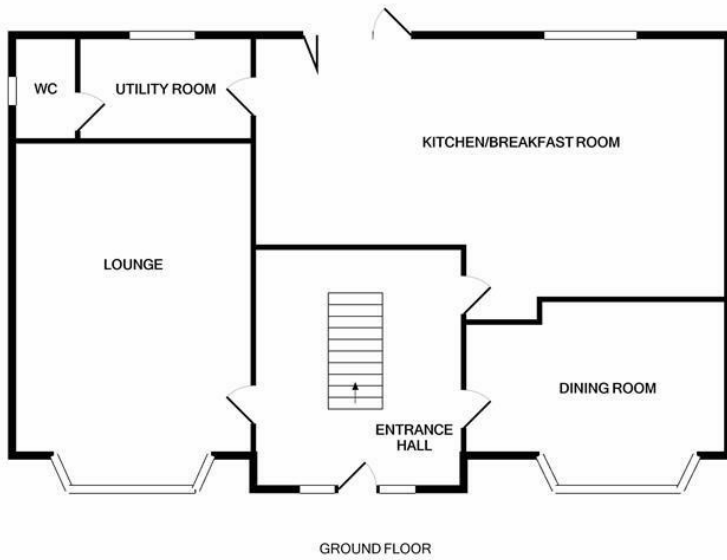 WC
UTILITY ROOM
KITCHEN/BREAKFAST ROOM
LOUNGE
DINING ROOM
ENTRANCE
HALL
GROUND FLOOR